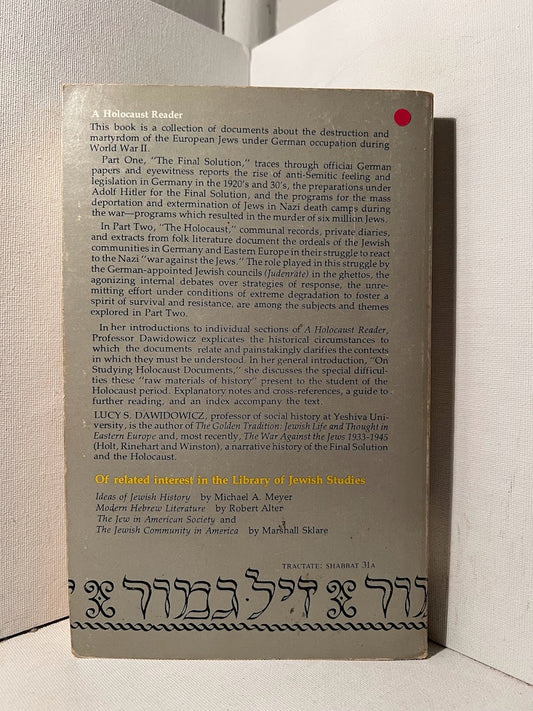 A Holocaust Reader
This book is a collection of documents about the destruction and
martyrdom of the European Jews under German occupation during
World War II.
Part One, "The Final Solution," traces through official German
papers and eyewitness reports the rise of anti-Semitic feeling and
legislation in Germany in the 1920's and 30's, the preparations under
Adolf Hitler for the Final Solution, and the programs for the mass
deportation and extermination of Jews in Nazi death camps during
the war—programs which resulted in the murder of six million Jews.
In Part Two, "The Holocaust," communal records, private diaries,
and extracts from folk literature document the ordeals of the Jewish
communities in Germany and Eastern Europe in their struggle to react
to the Nazi "war against the Jews." The role played in this struggle by
the German-appointed Jewish councils (Judenräte) in the ghettos, the
agonizing internal debates over strategies of response, the unre-
mitting effort under conditions of extreme degradation to foster a
spirit of survival and resistance, are among the subjects and themes
explored in Part Two.
In her introductions to individual sections of A Holocaust Reader,
Professor Dawidowicz explicates the historical circumstances to
which the documents relate and painstakingly clarifies the contexts
in which they must be understood. In her general introduction, "On
Studying Holocaust Documents," she discusses the special difficul-
ties these "raw materials of history" present to the student of the
Holocaust period. Explanatory notes and cross-references, a guide to
further reading, and an index accompany the text.
LUCY S. DAWIDOWICZ, professor of social history at Yeshiva Uni-
versity, is the author of The Golden Tradition: Jewish Life and Thought in
Eastern Europe and, most recently, The War Against the Jews 1933-1945
(Holt, Rinehart and Winston), a narrative history of the Final Solution
and the Holocaust.
Of related interest in the Library of Jewish Studies
Ideas of Jewish History by Michael A. Meyer
Modern Hebrew Literature by Robert Alter
The Jew in American Society and
The Jewish Community in America by Marshall Sklare
TRACTATE: SHABBAT 31A
זיל גמור